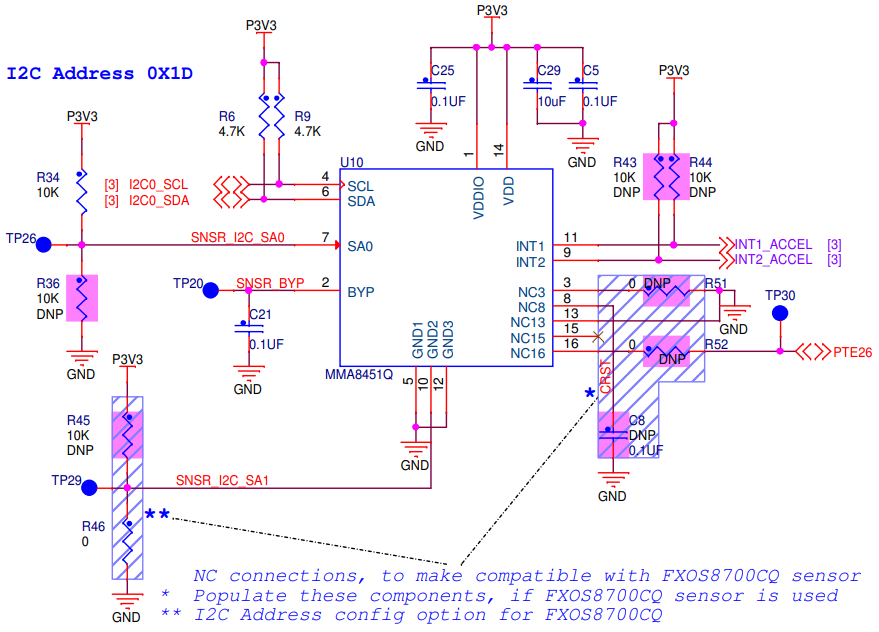 I2C Address 0X1D
P3V3
P3V3
P3V3
P3V3
P3V3
R6
4.7K
R9
4.7K
C25
0.1UF
GND
C29
10uF
C5
0.1UF
GND
R34
10K
[3] I2C0_SCL
[3] I2C0_SDA
4
6
U10
SCL
SDA
1
VDDIO
14
VDD
R43
10K
DNP
R44
10K
DNP
TP26
SNSR_I2C_SA0
7
SA0
INT1
INT2
11
9
INT1_ACCEL [3]
INT2_ACCEL [3]
R36
10K
DNP
GND
TP20
SNSR_BYP
2
BYP
C21
0.1UF
GND
NC3
NC8
NC13
NC15
NC16
3
8
13
15
16
0
DNP
R51
GND
TP30
0
DNP
R52
PTE26
GND1
GND2
GND3
MMA8451Q
5
10
12
GND
CRST
*
C8
DNP
0.1UF
GND
R45
10K
DNP
TP29
SNSR_I2C_SA1
**
R46
0
GND
NC connections, to make compatible with FXOS8700CQ sensor
* Populate these components, if FXOS8700CQ sensor is used
** I2C Address config option for FXOS8700CQ